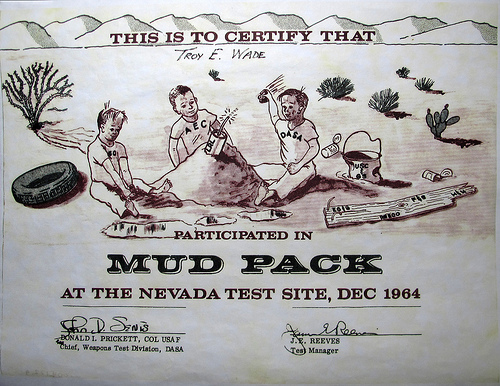 THIS IS TO CERTIFY THAT
TROY E. WADE
AEC
DASA
PARTICIPATED IN
MUD PACK
AT THE NEVADA TEST SITE, DEC 1964
DONALD I. PRICKETT, COL USAF
Chief, Weapons Test Division, DASA
J.E. REEVES
Test Manager